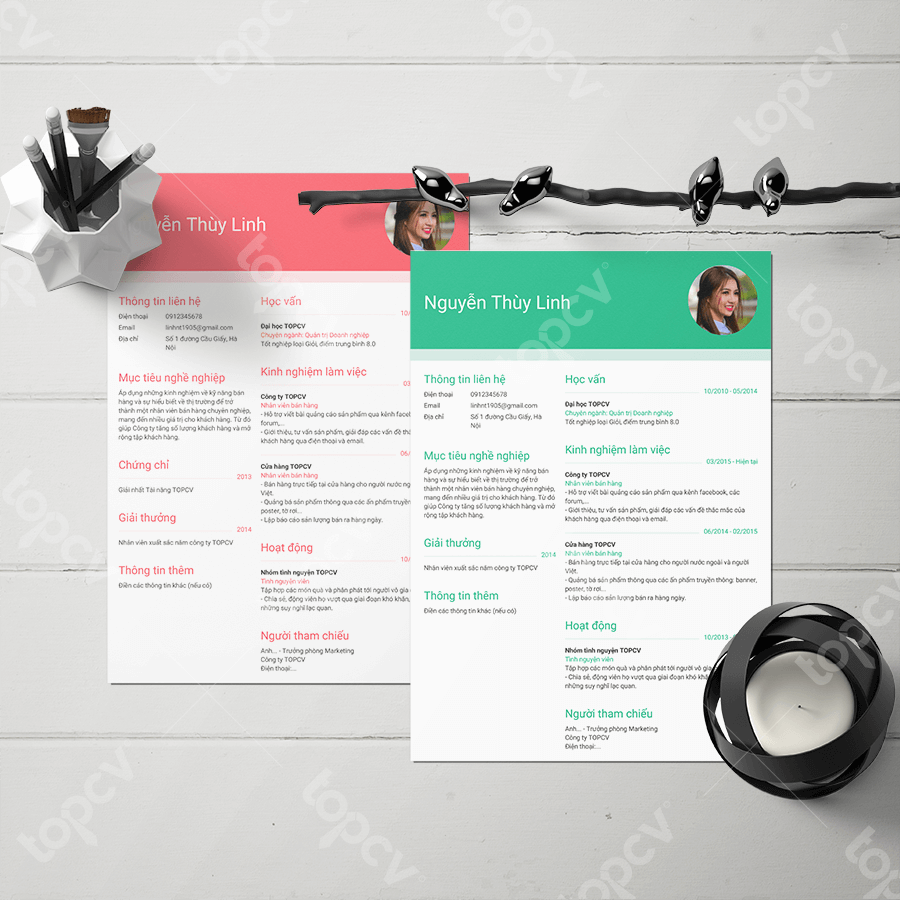 yễn Thùy Linh
Thông tin liên hệ
Điện thoại 0912345678
Email linhnt1905@gmail.com
Địa chỉ Số 1 đường Cầu Giấy, Hà
Nội
Mục tiêu nghề nghiệp
Áp dụng những kinh nghiệm về kỹ năng bán
hàng và sự hiểu biết về thị trường để trở
thành một nhân viên bán hàng chuyên nghiệp,
mang đến nhiều giá trị cho khách hàng. Từ đó
giúp Công ty tăng số lượng khách hàng và mở
rộng tập khách hàng.
Chứng chỉ
2013
Giải nhất Tài năng TOPCV
Giải thưởng
2014
Nhân viên xuất sắc năm công ty TOPCV
Thông tin thêm
Điền các thông tin khác (nếu có)
Học vấn
10/
Đại học TOPCV
Chuyên ngành: Quản trị Doanh nghiệp
Tốt nghiệp loại Giỏi, điểm trung bình 8.0
Kinh nghiệm làm việc
03
Công ty TOPCV
Nhân viên bán hàng
- Hỗ trợ viết bài quảng cáo sản phẩm qua kênh facel
forum,...
- Giới thiệu, tư vấn sản phẩm, giải đáp các vấn đề th
khách hàng qua điện thoại và email.
06/
Cửa hàng TOPCV
Nhân viên bán hàng
- Bán hàng trực tiếp tại cửa hàng cho người nước ng
Việt.
- Quảng bá sản phẩm thông qua các ấn phẩm truyền
poster, tờ rơi...
- Lập báo cáo sản lượng bán ra hàng ngày.
Hoạt động
10/
Nhóm tình nguyện TOPCV
Tình nguyện viên
Tập hợp các món quà và phân phát tới người vô gia
- Chia sẻ, động viên họ vượt qua giai đoạn khó khăn,
những suy nghĩ lạc quan.
Người tham chiếu
Anh... - Trưởng phòng Marketing
Công ty TOPCV
Điện thoại:...
Nguyễn Thùy Linh
Thông tin liên hệ
Điện thoại 0912345678
Email linhnt1905@gmail.com
Địa chỉ Số 1 đường Cầu Giấy, Hà
Nội
Mục tiêu nghề nghiệp
Áp dụng những kinh nghiệm về kỹ năng bán
hàng và sự hiểu biết về thị trường để trở
thành một nhân viên bán hàng chuyên nghiệp,
mang đến nhiều giá trị cho khách hàng. Từ đó
giúp Công ty tăng số lượng khách hàng và mở
rộng tập khách hàng.
Giải thưởng
2014
Nhân viên xuất sắc năm công ty TOPCV
Thông tin thêm
Điền các thông tin khác (nếu có)
Học vấn
10/2010 - 05/2014
Đại học TOPCV
Chuyên ngành: Quản trị Doanh nghiệp
Tốt nghiệp loại Giỏi, điểm trung bình 8.0
Kinh nghiệm làm việc
03/2015 - Hiện tại
Công ty TOPCV
Nhân viên bán hàng
- Hỗ trợ viết bài quảng cáo sản phẩm qua kênh facebook, các
forum,...
- Giới thiệu, tư vấn sản phẩm, giải đáp các vấn đề thắc mắc của
khách hàng qua điện thoại và email.
06/2014 - 02/2015
Cửa hàng TOPCV
Nhân viên bán hàng
- Bán hàng trực tiếp tại cửa hàng cho người nước ngoài và người
Việt.
- Quảng bá sản phẩm thông qua các ấn phẩm truyền thông: banner,
poster, tờ rơi...
- Lập báo cáo sản lượng bán ra hàng ngày.
Hoạt động
10/2013 -
Nhóm tình nguyện TOPCV
Tình nguyện viên
Tập hợp các món quà và phân phát tới người vô gia
- Chia sẻ, động viên họ vượt qua giai đoạn khó khă
những suy nghĩ lạc quan.
Người tham chiếu
Anh... - Trưởng phòng Marketing
Công ty TOPCV
Điện thoại:...
topcv